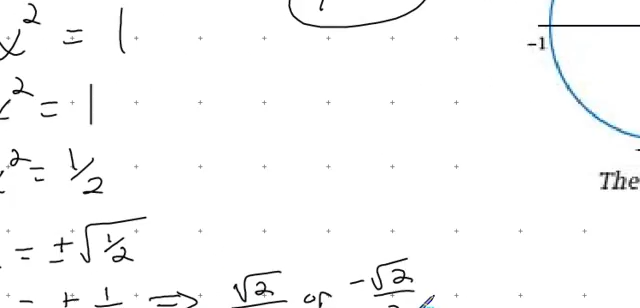 x² = 1
-1
x² = 1
x² = 1/2
The
= ±√(1/2)
= ± 1 ⇒ √2 or -√2